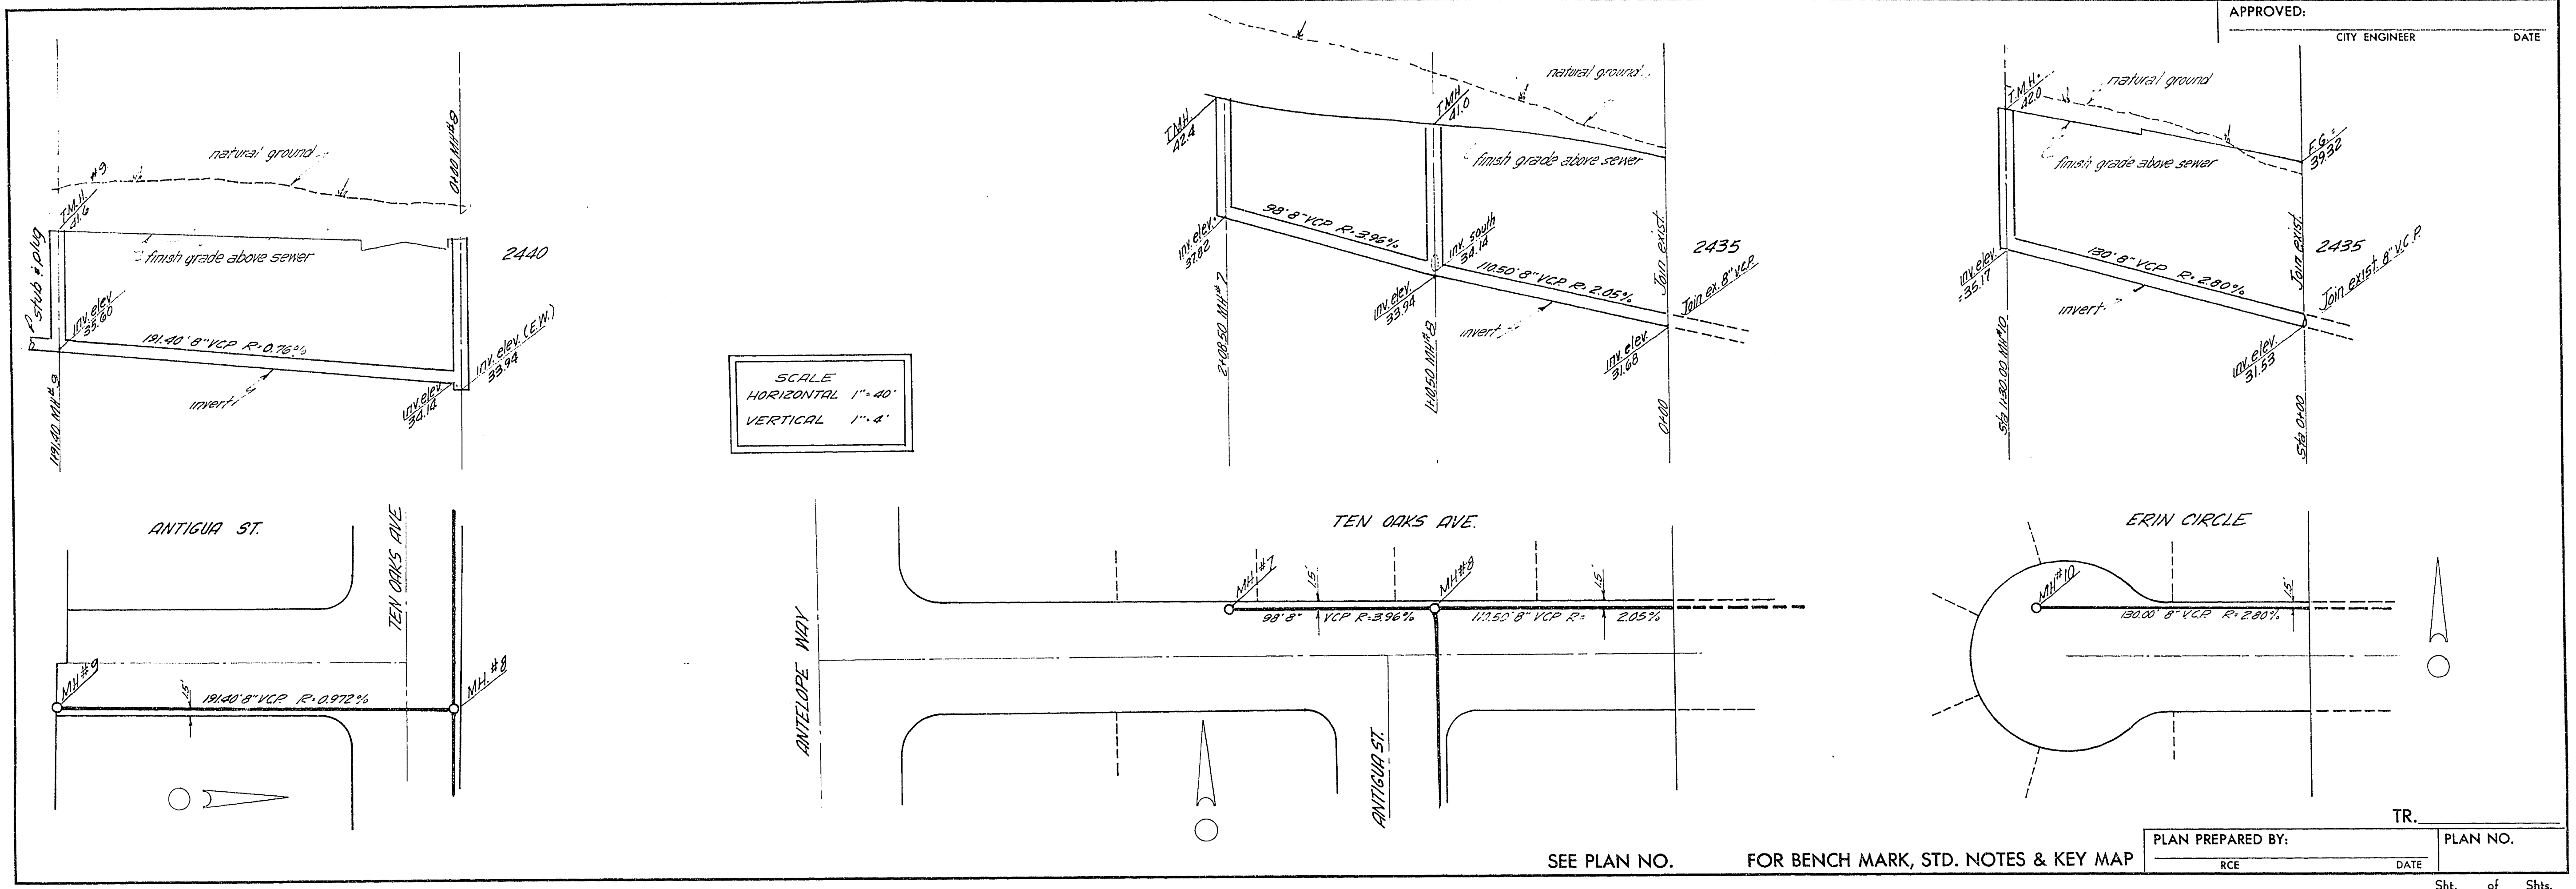 APPROVED:
CITY ENGINEER DATE
#9
T.M.H.
41.6
natural ground
0+00 MH#8
stub & plug
finish grade above sewer
2440
Inv. elev.
35.60
191.40' 8" VCP R=0.76%
Inv. elev. (E.W.)
33.94
Inv. elev.
34.14
invert
1+91.40 MH#9
SCALE
HORIZONTAL 1"=40'
VERTICAL 1"=4'
natural ground
T.M.H.
42.4
T.M.H.
41.0
finish grade above sewer
98' 8" VCP R=3.96%
Inv. elev.
37.82
Inv. south
34.14
110.50' 8" VCP R=2.05%
Join exist.
2435
Join ex. 8" V.C.P.
Inv. elev.
33.94
invert
Inv. elev.
31.68
2+08.50 MH#7
1+10.50 MH#8
0+00
T.M.H.
42.0
natural ground
F.G.=
39.32
finish grade above sewer
Inv. elev.
=35.17
130' 8" VCP R=2.80%
Join exist.
2435
Join exist. 8" V.C.P.
invert
Inv. elev.
31.53
Sta 1+30.00 MH#10
Sta 0+00
ANTIGUA ST.
TEN OAKS AVE
MH#9
15'
191.40' 8" VCP R=0.972%
MH.#8
TEN OAKS AVE.
ANTELOPE WAY
MH#7
15'
MH#8
15'
98' 8" VCP R=3.96%
110.50' 8" VCP R= 2.05%
ANTIGUA ST.
ERIN CIRCLE
MH#10
15'
130.00' 8" V.C.P. R=2.80%
TR.
SEE PLAN NO. FOR BENCH MARK, STD. NOTES & KEY MAP
PLAN PREPARED BY:
RCE DATE
PLAN NO.
Sht. of Shts.